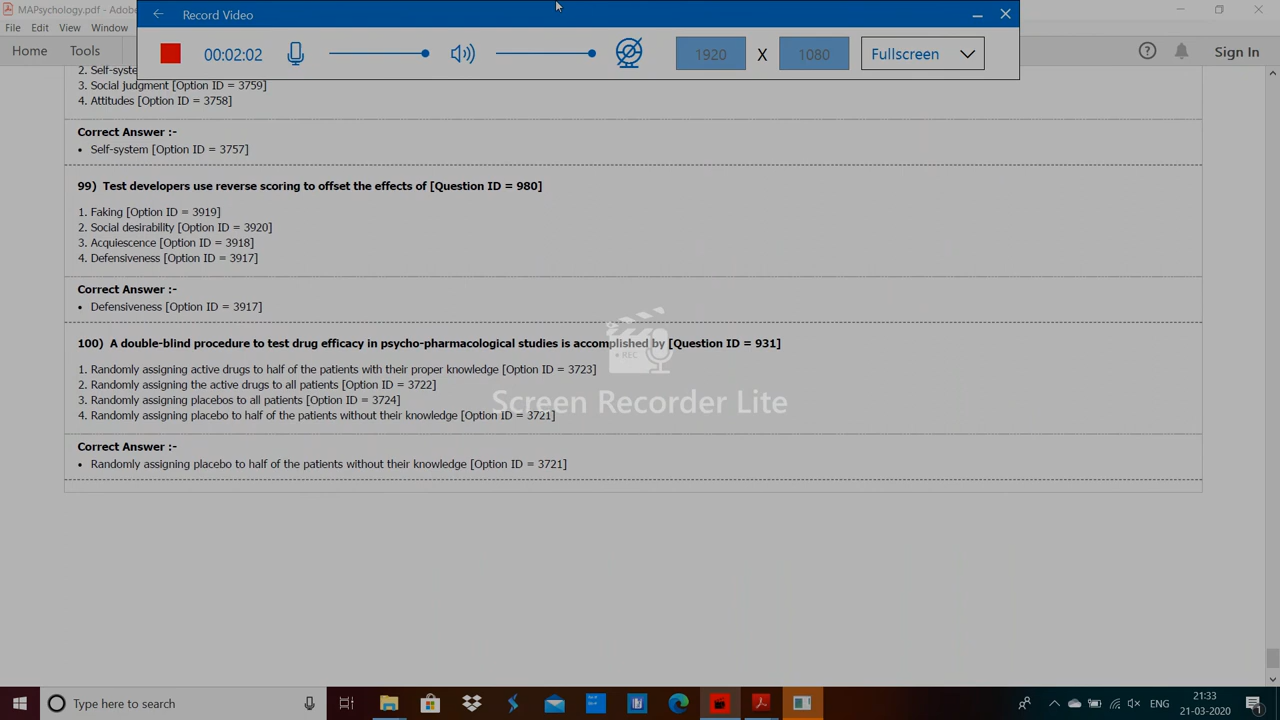 MAPsychology.pdf - Adob
Record Video
File Edit View Window
00:02:02
1920 X 1080 Fullscreen
Home Tools
Sign In
2. Self-syste
3. Social judgment [Option ID = 3759]
4. Attitudes [Option ID = 3758]
Correct Answer :-
• Self-system [Option ID = 3757]
99) Test developers use reverse scoring to offset the effects of [Question ID = 980]
1. Faking [Option ID = 3919]
2. Social desirability [Option ID = 3920]
3. Acquiescence [Option ID = 3918]
4. Defensiveness [Option ID = 3917]
Correct Answer :-
• Defensiveness [Option ID = 3917]
100) A double-blind procedure to test drug efficacy in psycho-pharmacological studies is accomplished by [Question ID = 931]
1. Randomly assigning active drugs to half of the patients with their proper knowledge [Option ID = 3723]
2. Randomly assigning the active drugs to all patients [Option ID = 3722]
3. Randomly assigning placebos to all patients [Option ID = 3724]
4. Randomly assigning placebo to half of the patients without their knowledge [Option ID = 3721]
• REC
Screen Recorder Lite
Correct Answer :-
• Randomly assigning placebo to half of the patients without their knowledge [Option ID = 3721]
Type here to search
ENG
21:33
21-03-2020
1